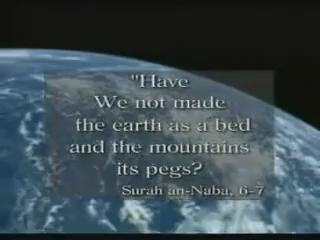 "Have
We not made
the earth as a bed
and the mountains
its pegs?
Surah an-Naba, 6-7